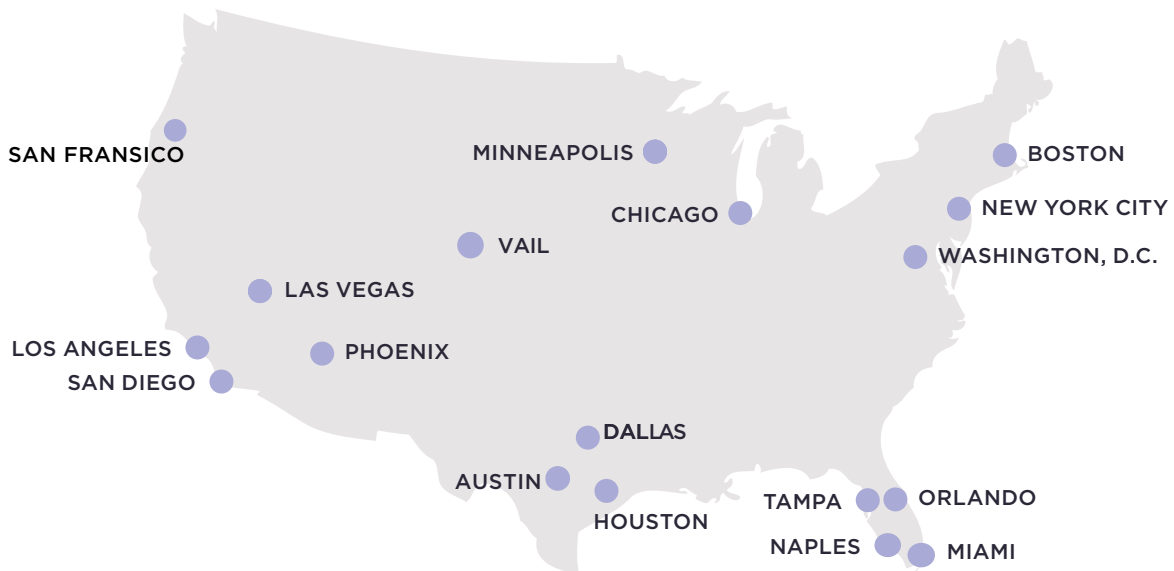 SAN FRANSICO
MINNEAPOLIS
BOSTON
CHICAGO
NEW YORK CITY
VAIL
WASHINGTON, D.C.
LAS VEGAS
LOS ANGELES
PHOENIX
SAN DIEGO
DALLAS
AUSTIN
HOUSTON
TAMPA
ORLANDO
NAPLES
MIAMI